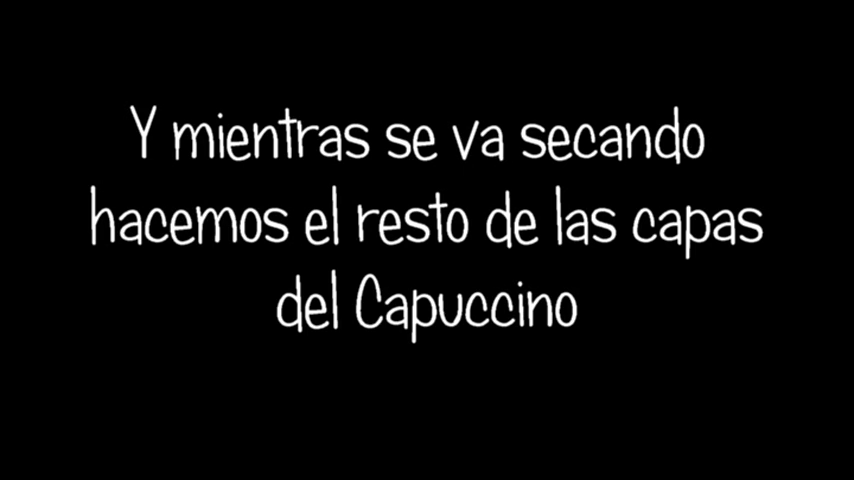 Y mientras se va secando
hacemos el resto de las capas
del Capuccino